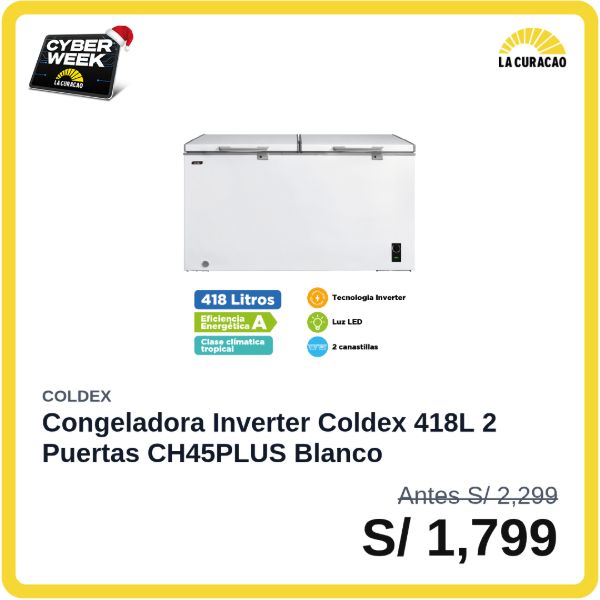 CYBER
WEEK
LA CURACAO
LA CURACAO
418 Litros
Eficiencia
Energética A
Clase climática
tropical
Tecnología Inverter
Luz LED
2 canastillas
COLDEX
Congeladora Inverter Coldex 418L 2
Puertas CH45PLUS Blanco
Antes S/ 2,299
S/ 1,799